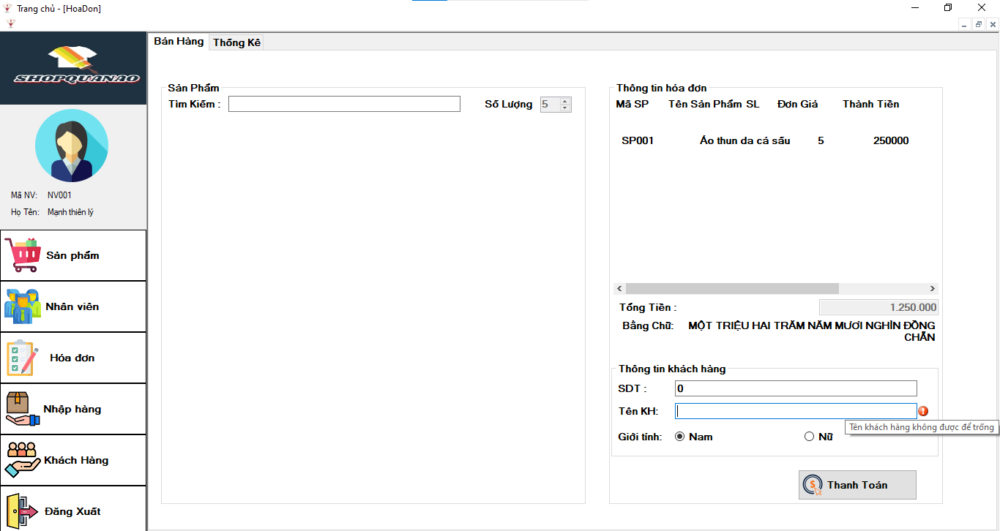 Trang chủ - [HoaDon]
SHOPQUANAO
Mã NV: NV001
Họ Tên: Mạnh thiên lý
Sản phẩm
Nhân viên
Hóa đơn
Nhập hàng
Khách Hàng
Đăng Xuất
Bán Hàng Thống Kê
Sản Phẩm
Tìm Kiếm : Số Lượng 5
Thông tin hóa đơn
Mã SP Tên Sản Phẩm SL Đơn Giá Thành Tiền
SP001 Áo thun da cá sấu 5 250000
Tổng Tiền : 1.250.000
Bằng Chữ: MỘT TRIỆU HAI TRĂM NĂM MƯƠI NGHÌN ĐỒNG
CHẴN
Thông tin khách hàng
SDT : 0
Tên KH:
Tên khách hàng không được để trống
Giới tính: Nam Nữ
Thanh Toán